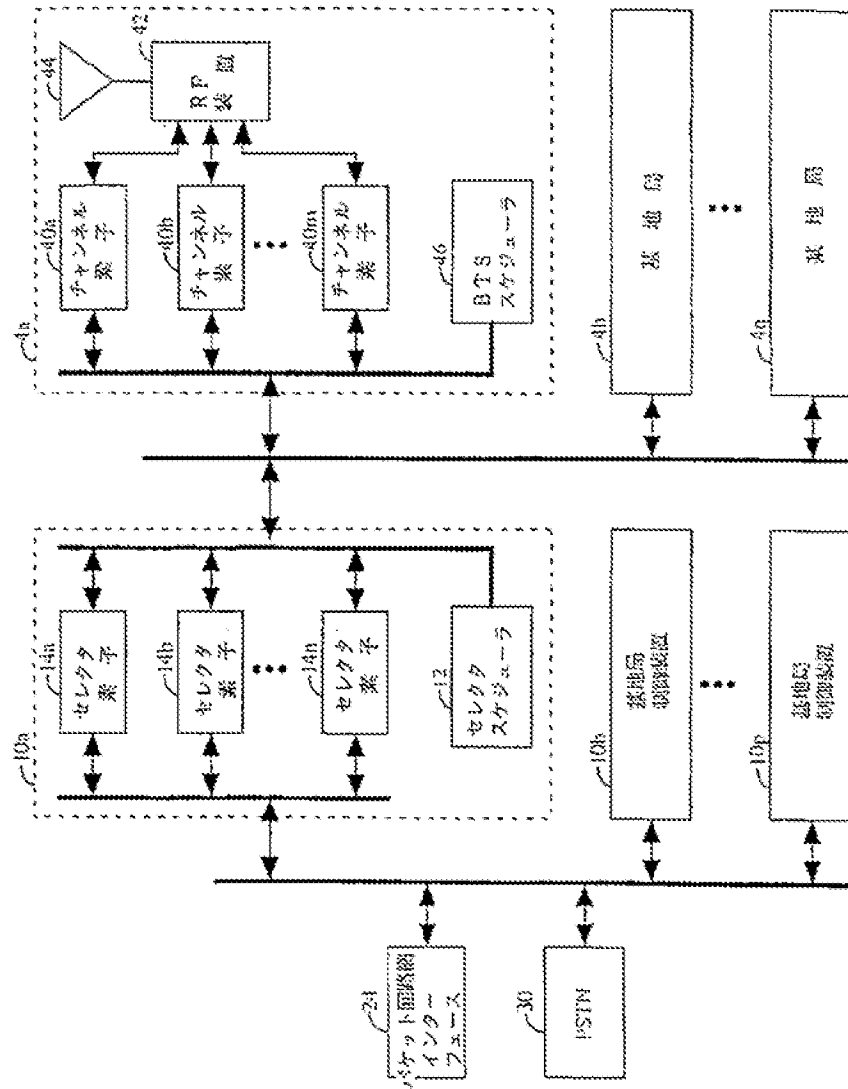 10a
14a
セレクタ
素子
14b
セレクタ
素子
14n
セレクタ
素子
12
セレクタ
スケジューラ
10b
基地局
制御装置
10p
基地局
制御装置
24
パケット回路網
インター
フェース
30
PSTN
4a
40a
チャンネル
素子
40b
チャンネル
素子
40m
チャンネル
素子
44
42
RF
装置
46
BTS
スケジューラ
4b
基地局
4o
基地局